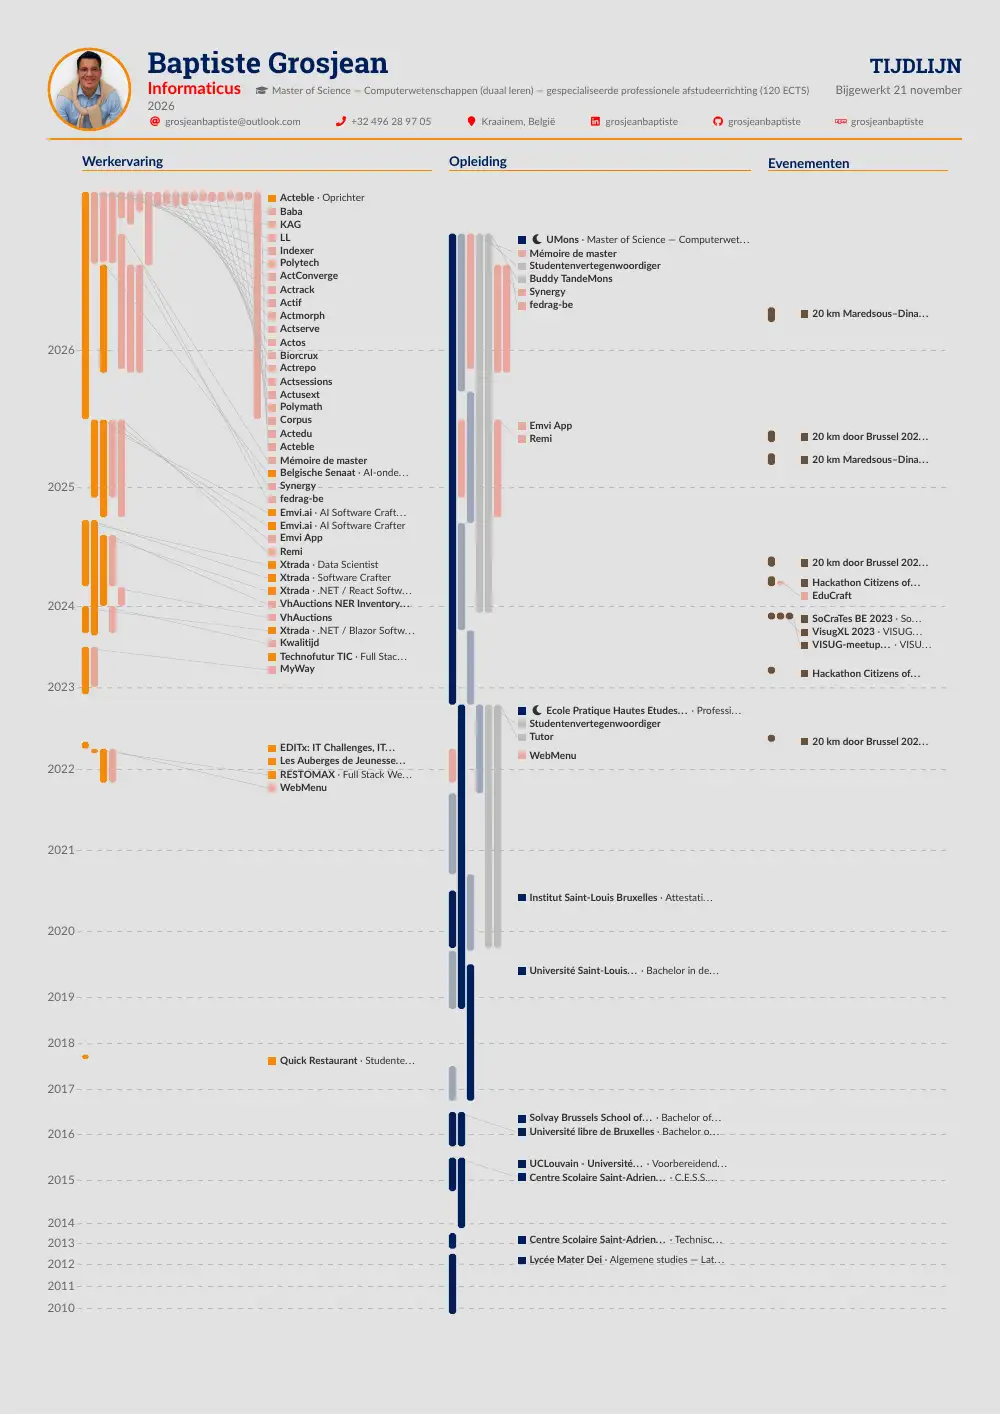 Baptiste Grosjean
TIJDLIJN
Informaticus
Master of Science — Computerwetenschappen (duaal leren) — gespecialiseerde professionele afstudeerrichting (120 ECTS)
Bijgewerkt 21 november 2026
grosjeanbaptiste@outlook.com
+32 496 28 97 05
Kraainem, België
grosjeanbaptiste
grosjeanbaptiste
grosjeanbaptiste
Werkervaring
Acteble · Oprichter
Baba
KAG
LL
Indexer
Polytech
ActConverge
Actrack
Actif
Actmorph
Actserve
Actos
Biorcrux
Actrepo
Actsessions
Actusext
Polymath
Corpus
Actedu
Acteble
Mémoire de master
Belgische Senaat · AI-onde…
Synergy
fedrag-be
Emvi.ai · AI Software Craft…
Emvi.ai · AI Software Crafter
Emvi App
Remi
Xtrada · Data Scientist
Xtrada · Software Crafter
Xtrada · .NET / React Softw…
VhAuctions NER Inventory…
VhAuctions
Xtrada · .NET / Blazor Softw…
Kwalitijd
Technofutur TIC · Full Stac…
MyWay
EDITx: IT Challenges, IT…
Les Auberges de Jeunesse…
RESTOMAX · Full Stack We…
WebMenu
Quick Restaurant · Studente…
Opleiding
UMons · Master of Science — Computerwet…
Mémoire de master
Studentenvertegenwoordiger
Buddy TandeMons
Synergy
fedrag-be
Emvi App
Remi
Ecole Pratique Hautes Etudes… · Professi…
Studentenvertegenwoordiger
Tutor
WebMenu
Institut Saint-Louis Bruxelles · Attestati…
Université Saint-Louis… · Bachelor in de…
Solvay Brussels School of… · Bachelor of…
Université libre de Bruxelles · Bachelor o…
UCLouvain - Université… · Voorbereidend…
Centre Scolaire Saint-Adrien… · C.E.S.S.…
Centre Scolaire Saint-Adrien… · Technisc…
Lycée Mater Dei · Algemene studies — Lat…
Evenementen
20 km Maredsous–Dina…
20 km door Brussel 202…
20 km Maredsous–Dina…
20 km door Brussel 202…
Hackathon Citizens of…
EduCraft
SoCraTes BE 2023 · So…
VisugXL 2023 · VISUG…
VISUG-meetup… · VISU…
Hackathon Citizens of…
20 km door Brussel 202…
2026
2025
2024
2023
2022
2021
2020
2019
2018
2017
2016
2015
2014
2013
2012
2011
2010